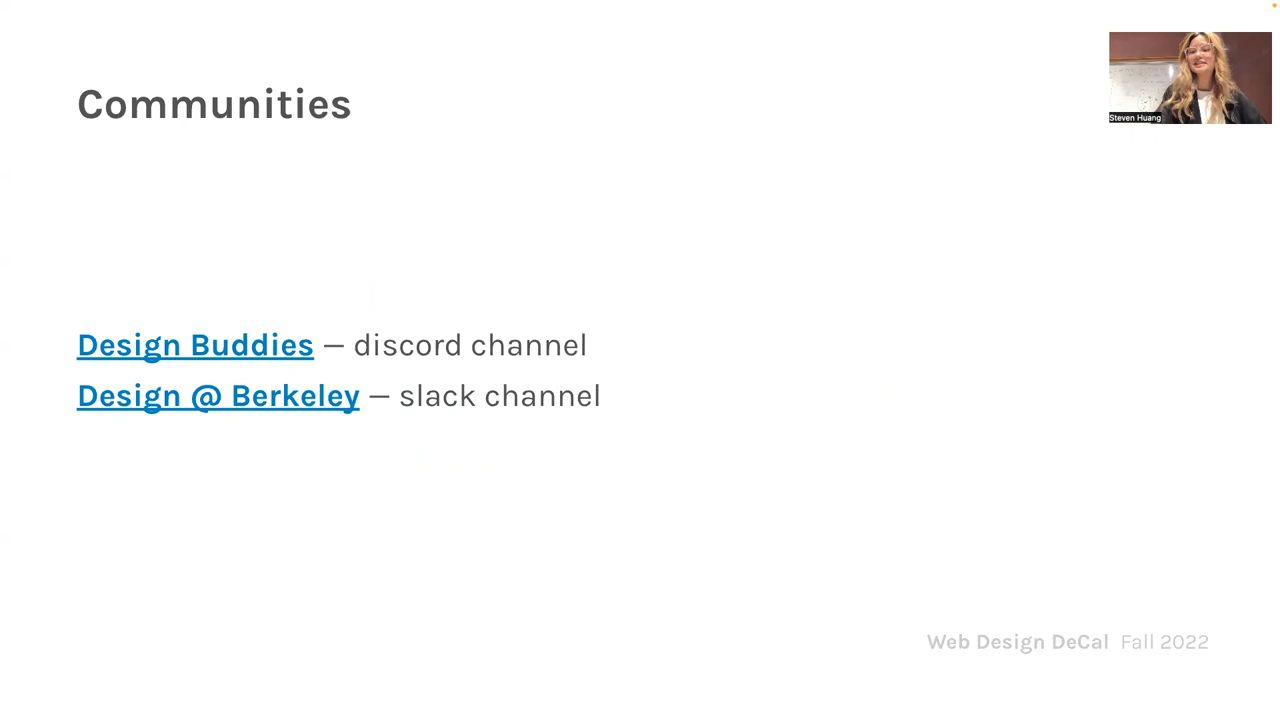 Communities
Steven Huang
Design Buddies — discord channel
Design @ Berkeley — slack channel
Web Design DeCal Fall 2022